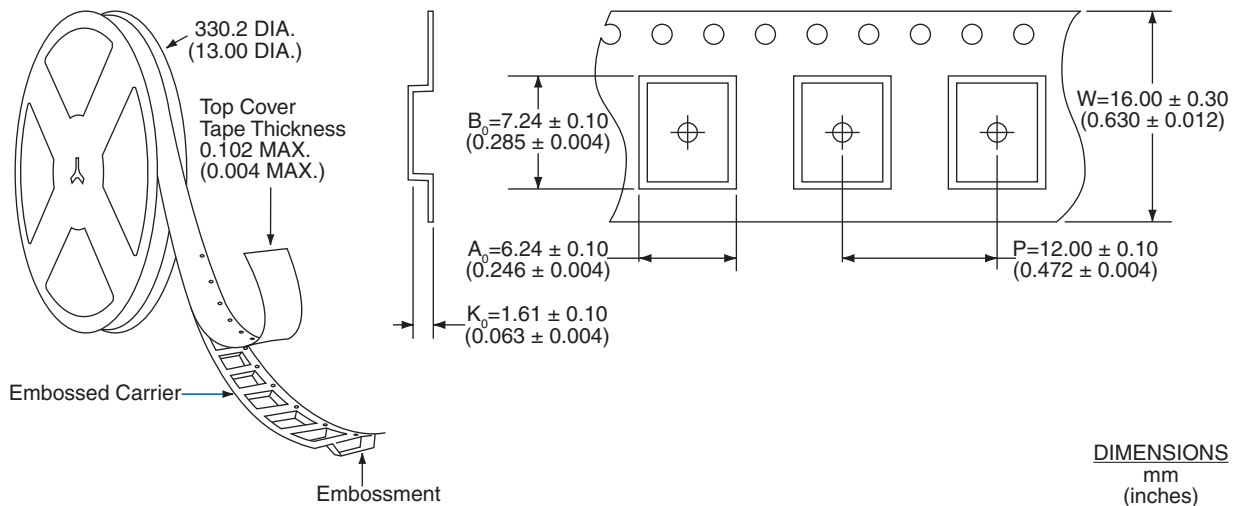 330.2 DIA.
(13.00 DIA.)
Top Cover
Tape Thickness
0.102 MAX.
(0.004 MAX.)
Embossed Carrier
Embossment
B₀=7.24 ± 0.10
(0.285 ± 0.004)
A₀=6.24 ± 0.10
(0.246 ± 0.004)
K₀=1.61 ± 0.10
(0.063 ± 0.004)
W=16.00 ± 0.30
(0.630 ± 0.012)
P=12.00 ± 0.10
(0.472 ± 0.004)
DIMENSIONS
mm
(inches)